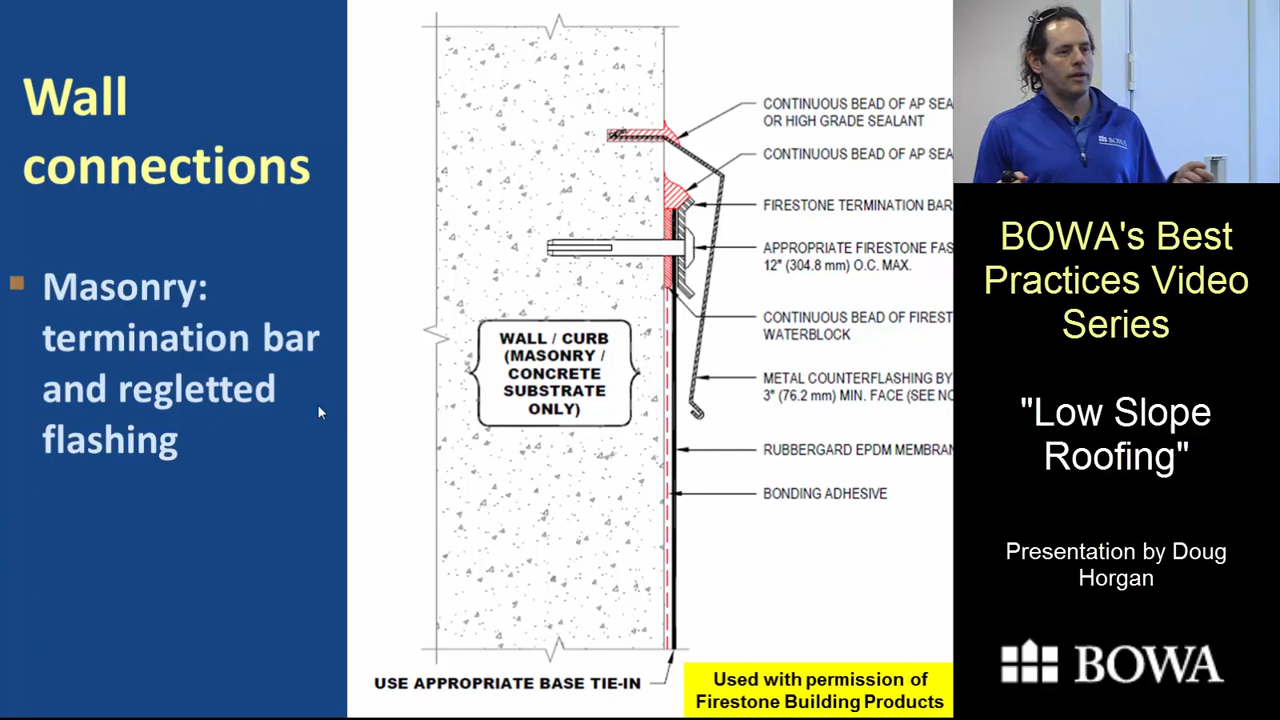 Wall
connections
Masonry:
termination bar
and regletted
flashing
CONTINUOUS BEAD OF AP SEA
OR HIGH GRADE SEALANT
CONTINUOUS BEAD OF AP SEA
FIRESTONE TERMINATION BAR
APPROPRIATE FIRESTONE FAS
12" (304.8 mm) O.C. MAX.
CONTINUOUS BEAD OF FIREST
WATERBLOCK
METAL COUNTERFLASHING BY
3" (76.2 mm) MIN. FACE (SEE NO
RUBBERGARD EPDM MEMBRAN
BONDING ADHESIVE
WALL / CURB
(MASONRY /
CONCRETE
SUBSTRATE
ONLY)
USE APPROPRIATE BASE TIE-IN
Used with permission of
Firestone Building Products
BOWA
BOWA's Best
Practices Video
Series
"Low Slope
Roofing"
Presentation by Doug
Horgan
BOWA